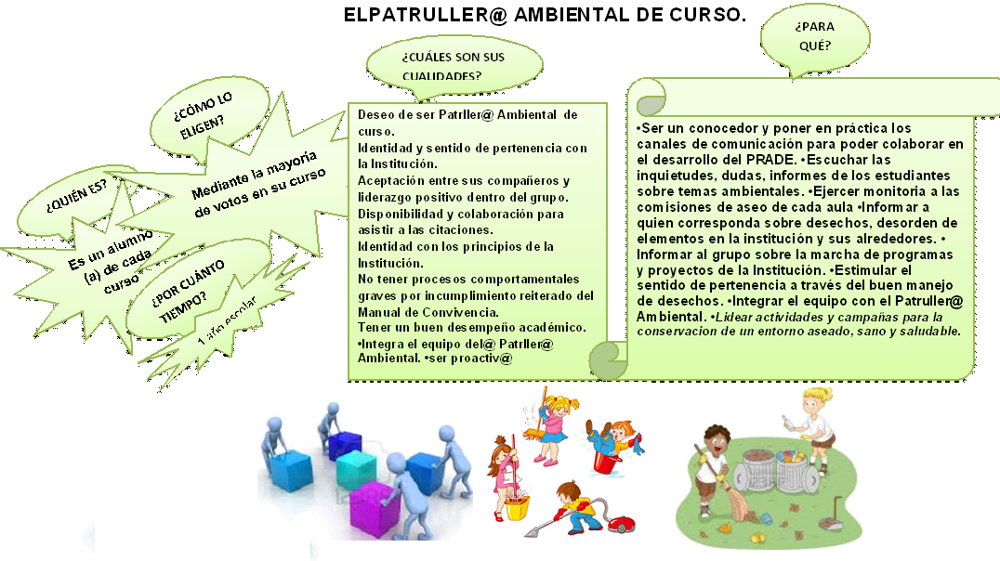 ELPATRULLER@ AMBIENTAL DE CURSO.
¿QUIÉN ES?
Es un alumno
(a) de cada
curso
¿CÓMO LO
ELIGEN?
Mediante la mayoría
de votos en su curso
¿POR CUÁNTO
TIEMPO?
1 año escolar
¿CUÁLES SON SUS
CUALIDADES?
Deseo de ser Patrller@ Ambiental de
curso.
Identidad y sentido de pertenencia con
la Institución.
Aceptación entre sus compañeros y
liderazgo positivo dentro del grupo.
Disponibilidad y colaboración para
asistir a las citaciones.
Identidad con los principios de la
Institución.
No tener procesos comportamentales
graves por incumplimiento reiterado del
Manual de Convivencia.
Tener un buen desempeño académico.
•Integra el equipo del@ Patrller@
Ambiental. •ser proactiv@
¿PARA
QUÉ?
•Ser un conocedor y poner en práctica los
canales de comunicación para poder colaborar en
el desarrollo del PRADE. •Escuchar las
inquietudes, dudas, informes de los estudiantes
sobre temas ambientales. •Ejercer monitoria a las
comisiones de aseo de cada aula •Informar a
quien corresponda sobre desechos, desorden de
elementos en la institución y sus alrededores. •
Informar al grupo sobre la marcha de programas
y proyectos de la Institución. •Estimular el
sentido de pertenencia a través del buen manejo
de desechos. •Integrar el equipo con el Patruller@
Ambiental. •Lidear actividades y campañas para la
conservacion de un entorno aseado, sano y saludable.